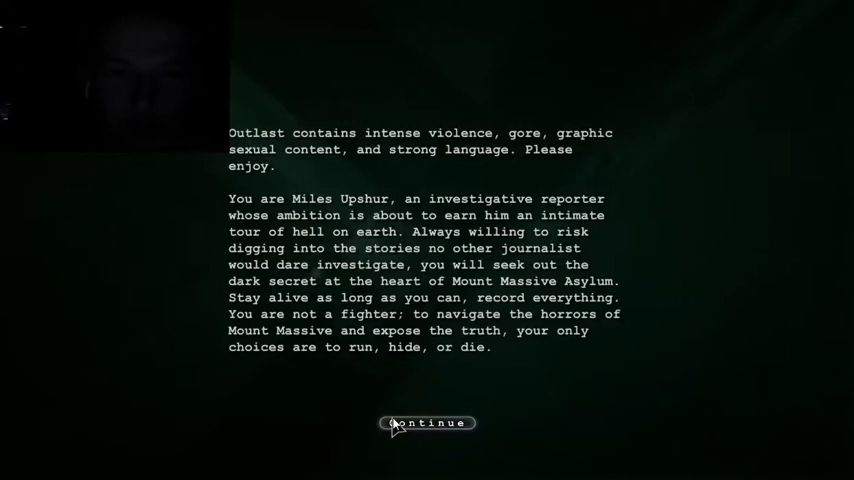 Outlast contains intense violence, gore, graphic
sexual content, and strong language. Please
enjoy.
You are Miles Upshur, an investigative reporter
whose ambition is about to earn him an intimate
tour of hell on earth. Always willing to risk
digging into the stories no other journalist
would dare investigate, you will seek out the
dark secret at the heart of Mount Massive Asylum.
Stay alive as long as you can, record everything.
You are not a fighter; to navigate the horrors of
Mount Massive and expose the truth, your only
choices are to run, hide, or die.
Continue